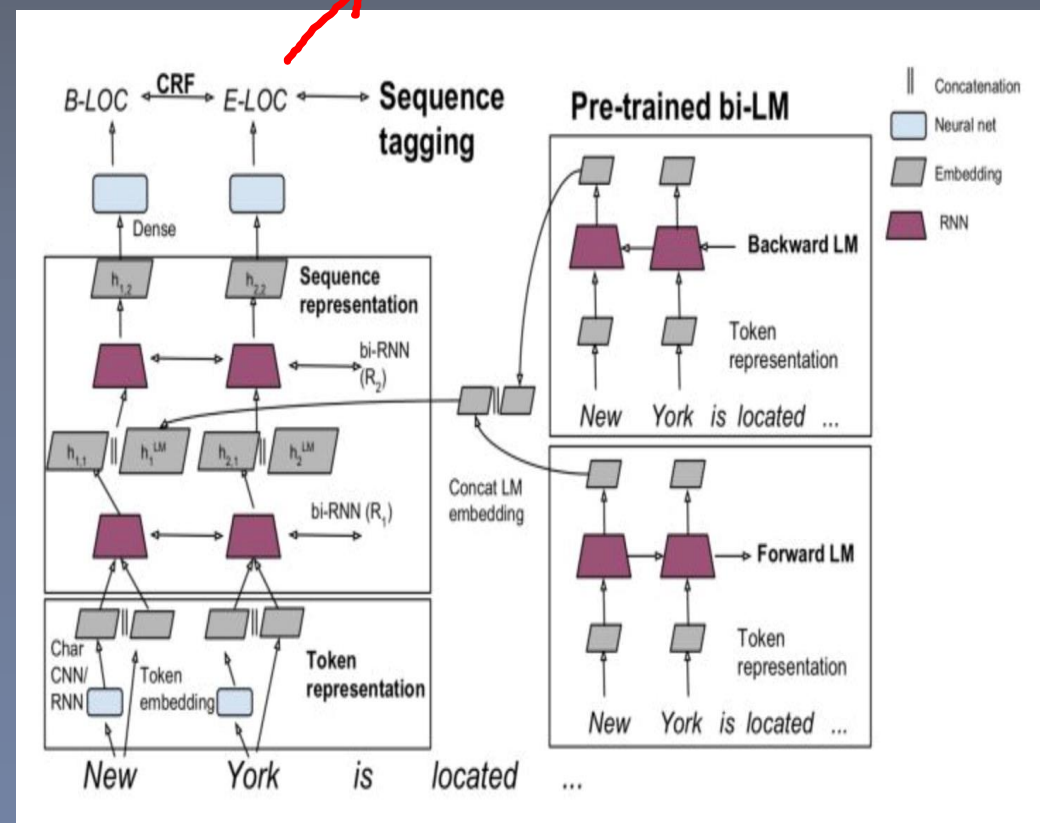 B-LOC
CRF
E-LOC
Sequence
tagging
Dense
h1,2
h2,2
Sequence
representation
bi-RNN
(R2)
h1,1
||
h1LM
h2,1
||
h2LM
bi-RNN (R1)
||
||
Char
CNN/
RNN
Token
embedding
Token
representation
New York is located ...
||
Concat LM
embedding
Pre-trained bi-LM
Backward LM
Token
representation
New York is located ...
Forward LM
Token
representation
New York is located ...
|| Concatenation
Neural net
Embedding
RNN